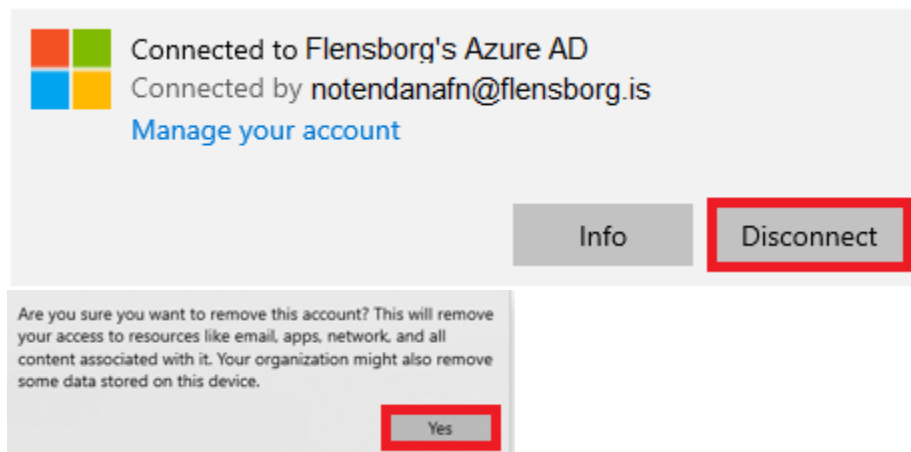 Connected to Flensborg's Azure AD
Connected by notendanafn@flensborg.is
Manage your account
Info Disconnect
Are you sure you want to remove this account? This will remove
your access to resources like email, apps, network, and all
content associated with it. Your organization might also remove
some data stored on this device.
Yes